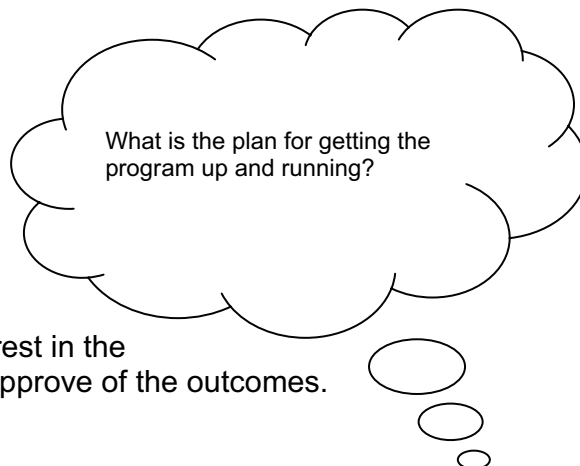 What is the plan for getting the
program up and running?
rest in the
pprove of the outcomes.